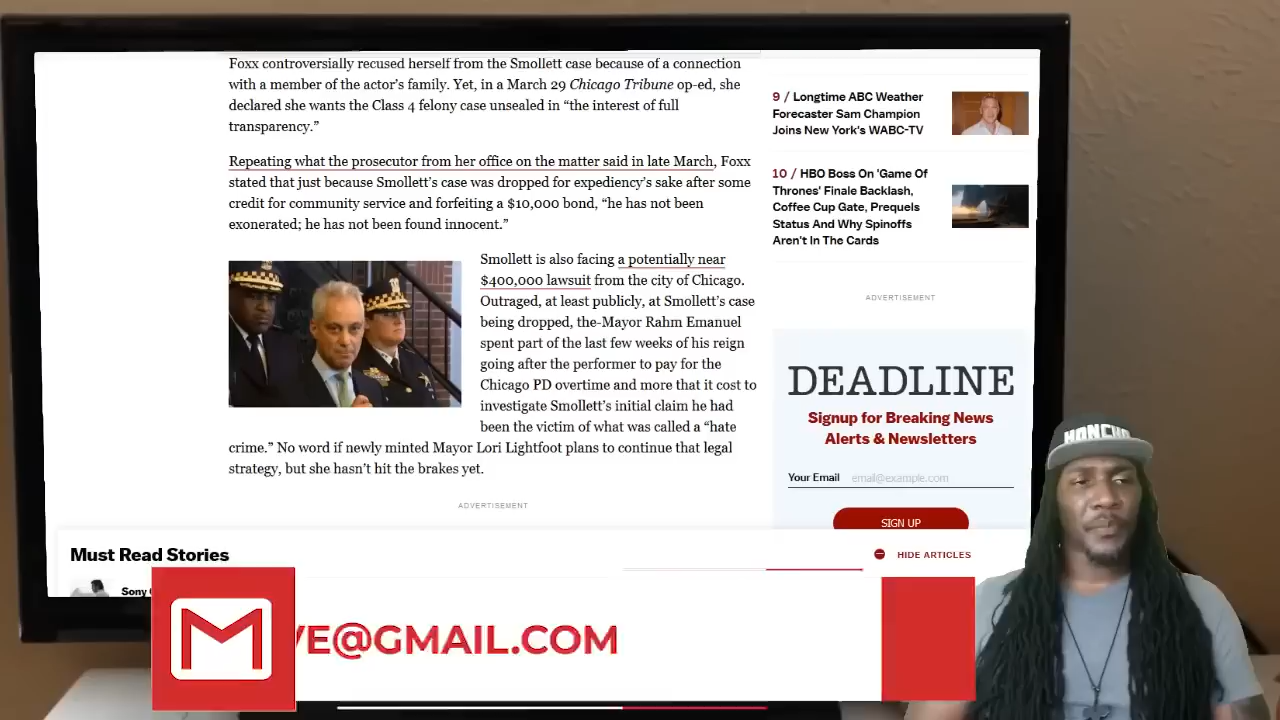 Foxx controversially recused herself from the Smollett case because of a connection
with a member of the actor's family. Yet, in a March 29 Chicago Tribune op-ed, she
declared she wants the Class 4 felony case unsealed in “the interest of full
transparency.”
Repeating what the prosecutor from her office on the matter said in late March, Foxx
stated that just because Smollett's case was dropped for expediency's sake after some
credit for community service and forfeiting a $10,000 bond, “he has not been
exonerated; he has not been found innocent.”
Smollett is also facing a potentially near
$400,000 lawsuit from the city of Chicago.
Outraged, at least publicly, at Smollett's case
being dropped, the-Mayor Rahm Emanuel
spent part of the last few weeks of his reign
going after the performer to pay for the
Chicago PD overtime and more that it cost to
investigate Smollett's initial claim he had
been the victim of what was called a “hate
crime.” No word if newly minted Mayor Lori Lightfoot plans to continue that legal
strategy, but she hasn't hit the brakes yet.
ADVERTISEMENT
9 / Longtime ABC Weather
Forecaster Sam Champion
Joins New York's WABC-TV
10 / HBO Boss On 'Game Of
Thrones' Finale Backlash,
Coffee Cup Gate, Prequels
Status And Why Spinoffs
Aren't In The Cards
ADVERTISEMENT
DEADLINE
Signup for Breaking News
Alerts & Newsletters
Your Email email@example.com
SIGN UP
Must Read Stories
HIDE ARTICLES
Sony
VE@GMAIL.COM
HONCHO